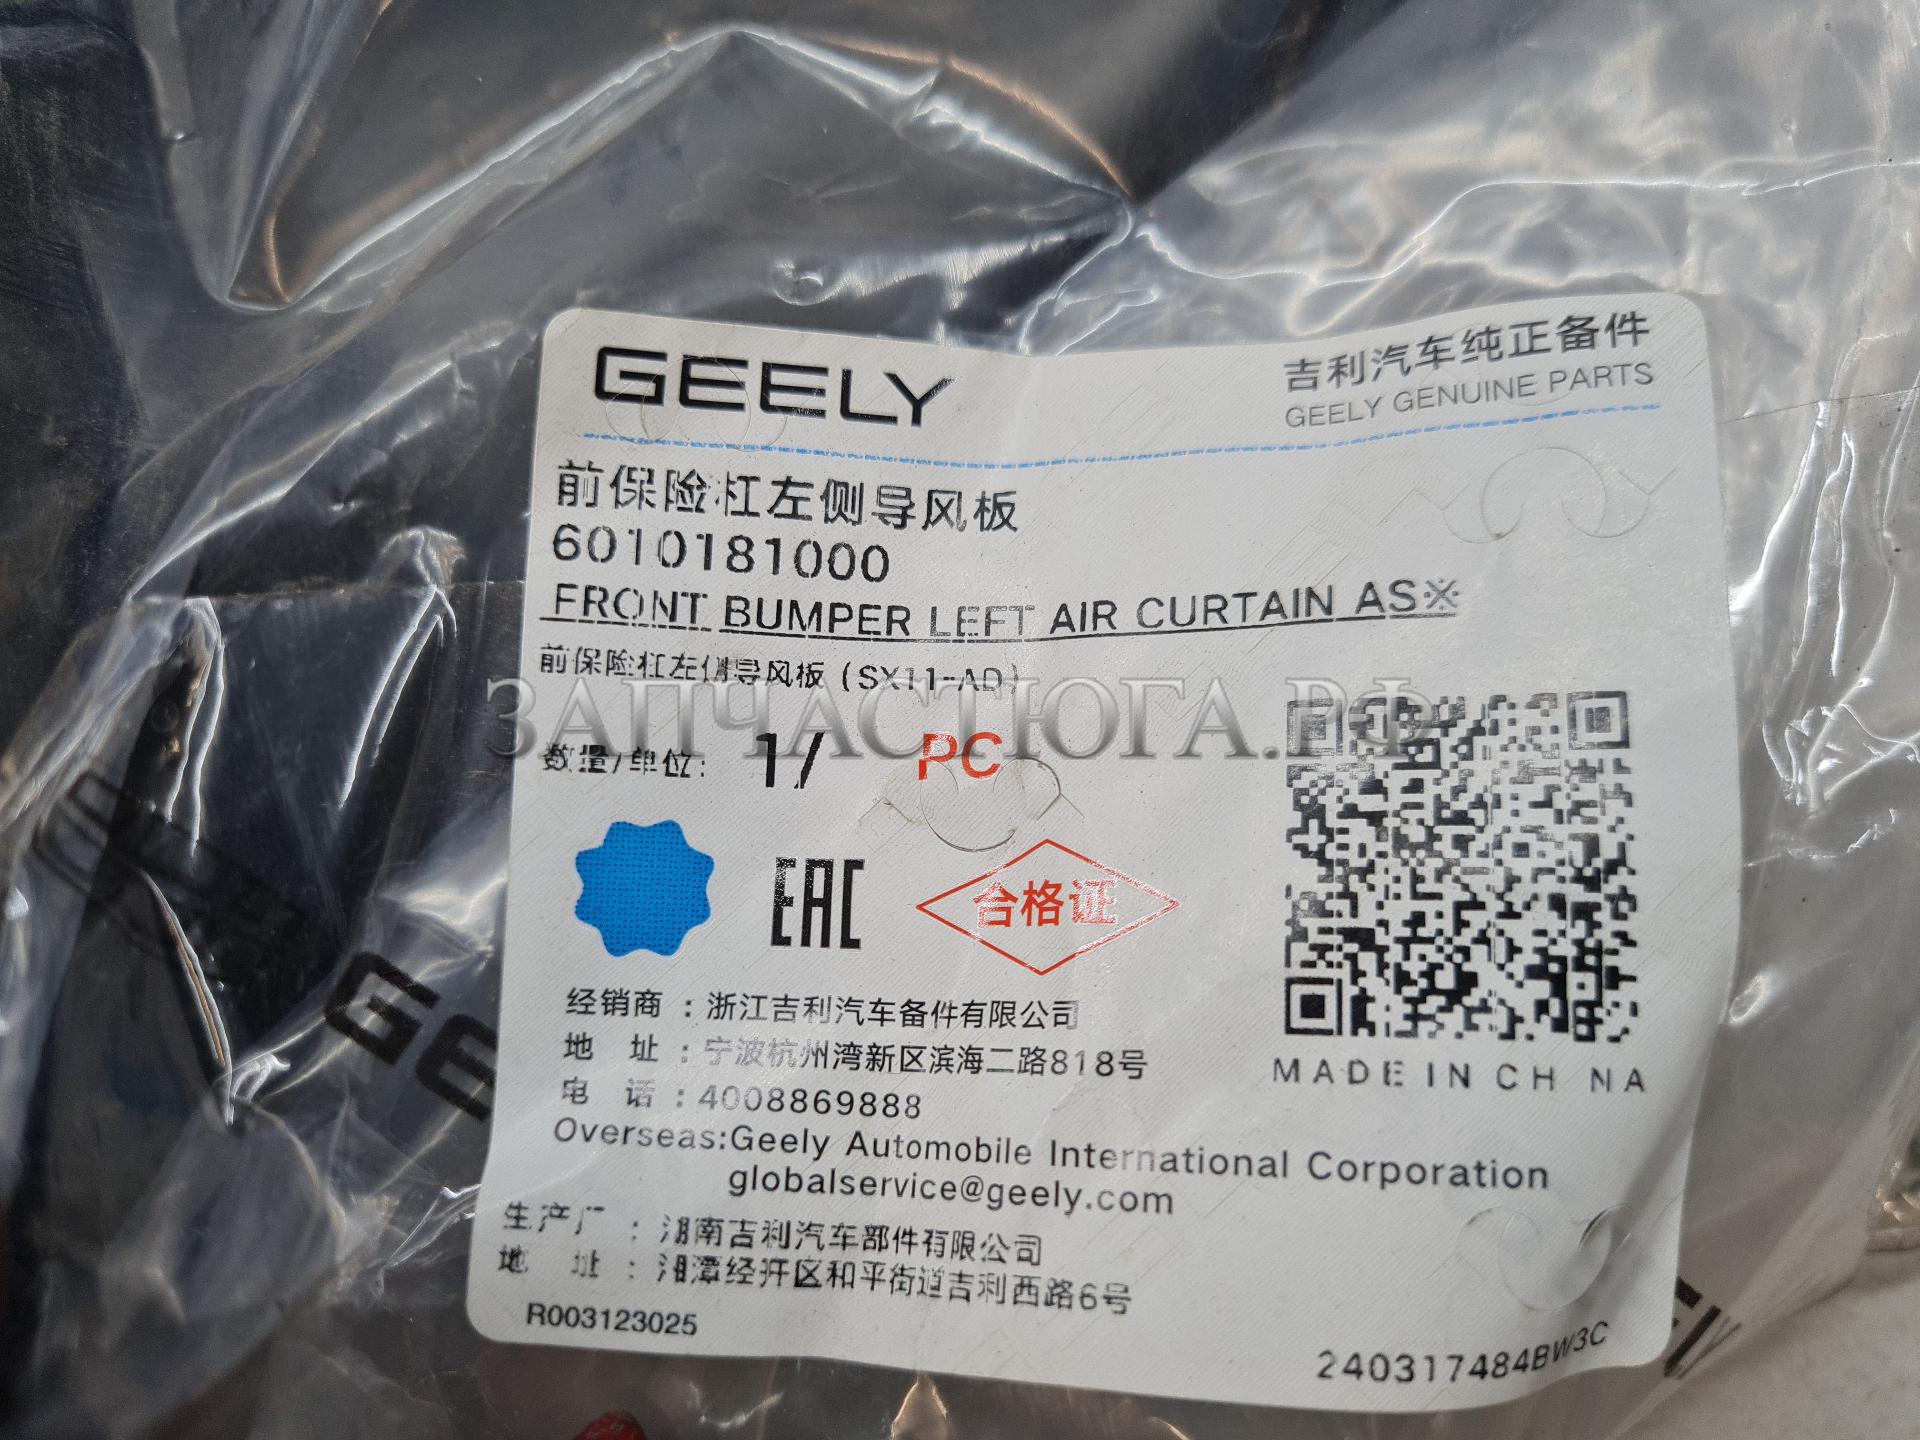 GEELY
吉利汽车纯正备件
GEELY GENUINE PARTS
前保险杠左侧导风板
6010181000
FRONT BUMPER LEFT AIR CURTAIN AS※
前保险杠左侧导风板（SX11-AD）
ЗАПЧАСТЮГА.РФ
数量/单位: 1/ PC
EAC
合格证
经销商 : 浙江吉利汽车备件有限公司
地 址 : 宁波杭州湾新区滨海二路818号
电 话 : 4008869888
MADE IN CHINA
Overseas:Geely Automobile International Corporation
globalservice@geely.com
生产厂 : 湖南吉利汽车部件有限公司
地 址 : 湘潭经开区和平街道吉利西路6号
R003123025
240317484BW3C